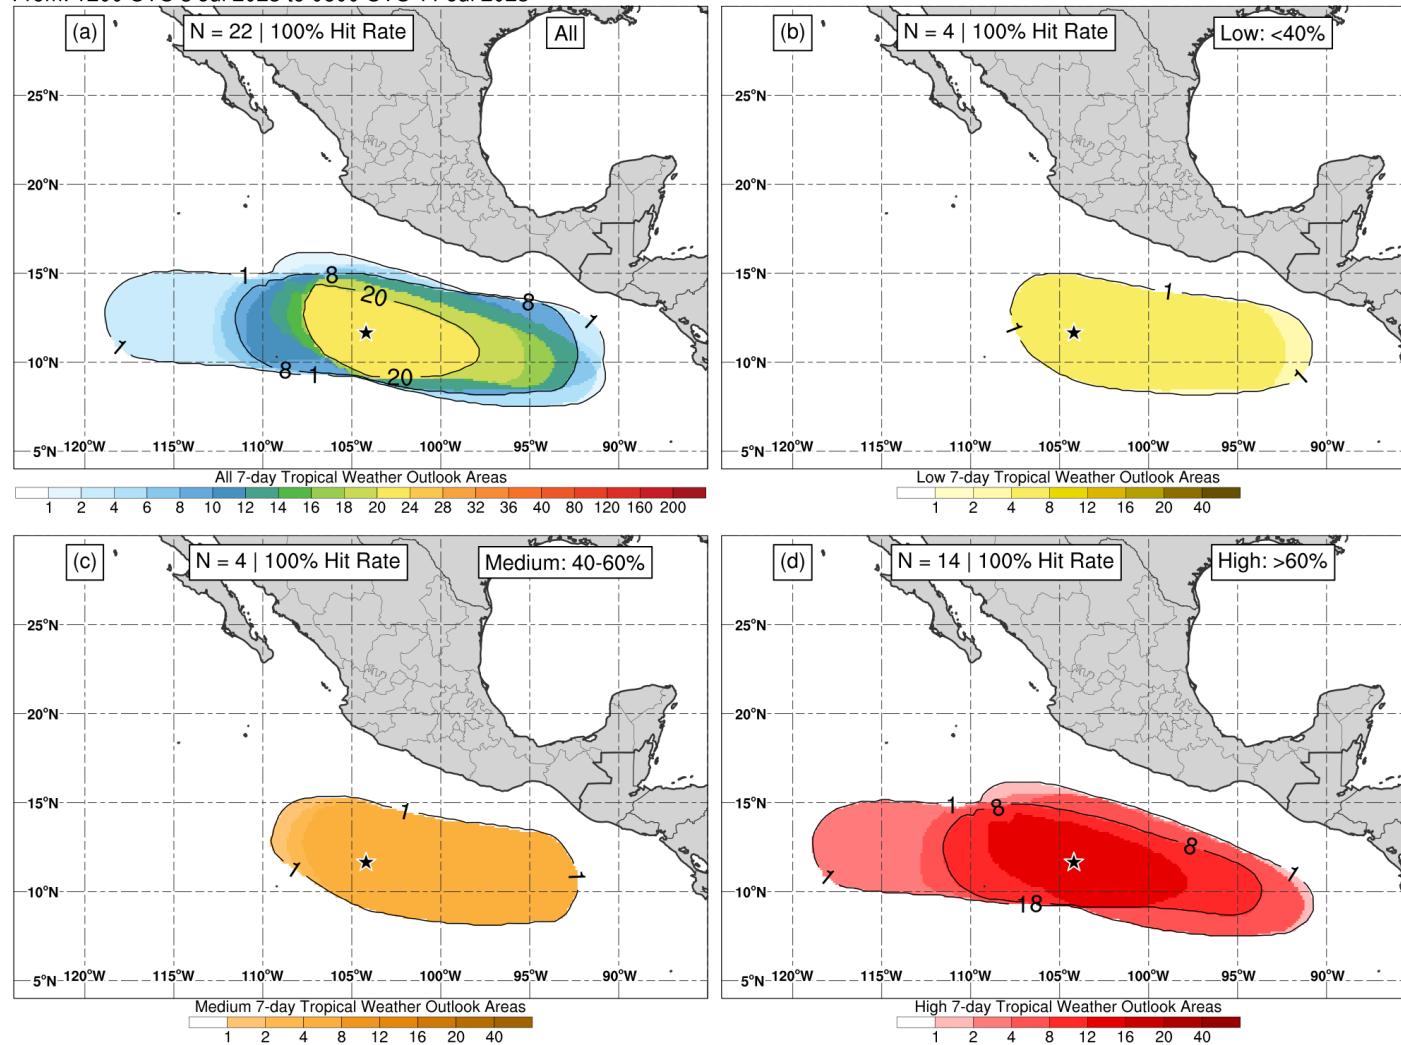 (a)
N = 22 | 100% Hit Rate
All
25°N
20°N
15°N
10°N
5°N
120°W 115°W 110°W 105°W 100°W 95°W 90°W
1
8
20
8
1
1
8
1
20
All 7-day Tropical Weather Outlook Areas
1 2 4 6 8 10 12 14 16 18 20 24 28 32 36 40 80 120 160 200
(b)
N = 4 | 100% Hit Rate
Low: <40%
25°N
20°N
15°N
10°N
5°N
120°W 115°W 110°W 105°W 100°W 95°W 90°W
1
1
1
Low 7-day Tropical Weather Outlook Areas
1 2 4 8 12 16 20 40
(c)
N = 4 | 100% Hit Rate
Medium: 40-60%
25°N
20°N
15°N
10°N
5°N
120°W 115°W 110°W 105°W 100°W 95°W 90°W
1
1
1
Medium 7-day Tropical Weather Outlook Areas
1 2 4 8 12 16 20 40
(d)
N = 14 | 100% Hit Rate
High: >60%
25°N
20°N
15°N
10°N
5°N
120°W 115°W 110°W 105°W 100°W 95°W 90°W
1
8
8
1
1
18
High 7-day Tropical Weather Outlook Areas
1 2 4 8 12 16 20 40